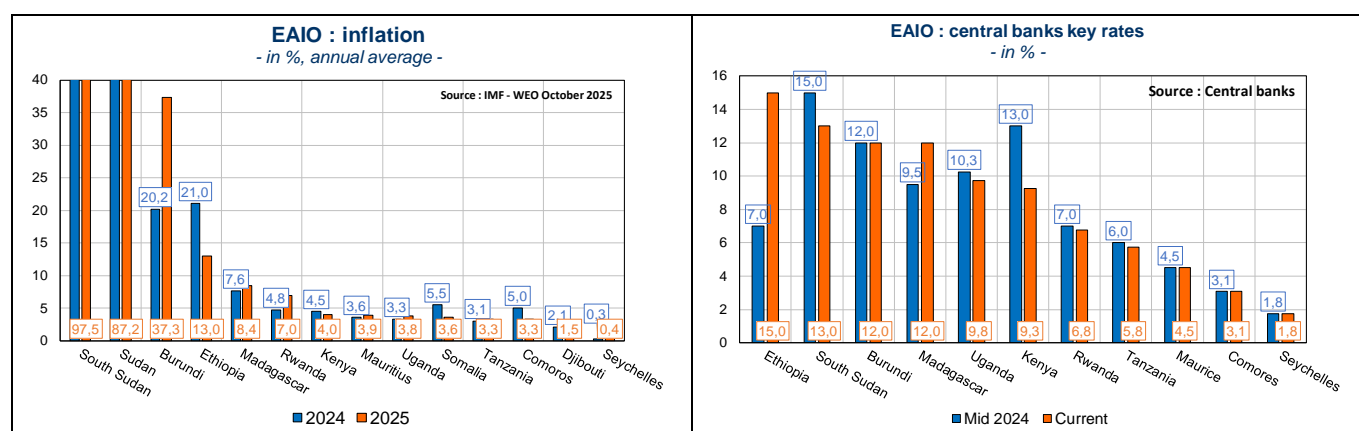 EAIO : inflation
- in %, annual average -
Source : IMF - WEO October 2025
40
35
30
25
20
15
10
5
0
20,2
21,0
7,6
4,8
4,5
3,6
3,3
5,5
3,1
5,0
2,1
0,3
97,5
87,2
37,3
13,0
8,4
7,0
4,0
3,9
3,8
3,6
3,3
3,3
1,5
0,4
South Sudan
Sudan
Burundi
Ethiopia
Madagascar
Rwanda
Kenya
Mauritius
Uganda
Somalia
Tanzania
Comoros
Djibouti
Seychelles
2024
2025
EAIO : central banks key rates
- in % -
Source : Central banks
16
14
12
10
8
6
4
2
0
7,0
15,0
12,0
9,5
10,3
13,0
7,0
6,0
4,5
3,1
1,8
15,0
13,0
12,0
12,0
9,8
9,3
6,8
5,8
4,5
3,1
1,8
Ethiopia
South Sudan
Burundi
Madagascar
Uganda
Kenya
Rwanda
Tanzania
Maurice
Comores
Seychelles
Mid 2024
Current